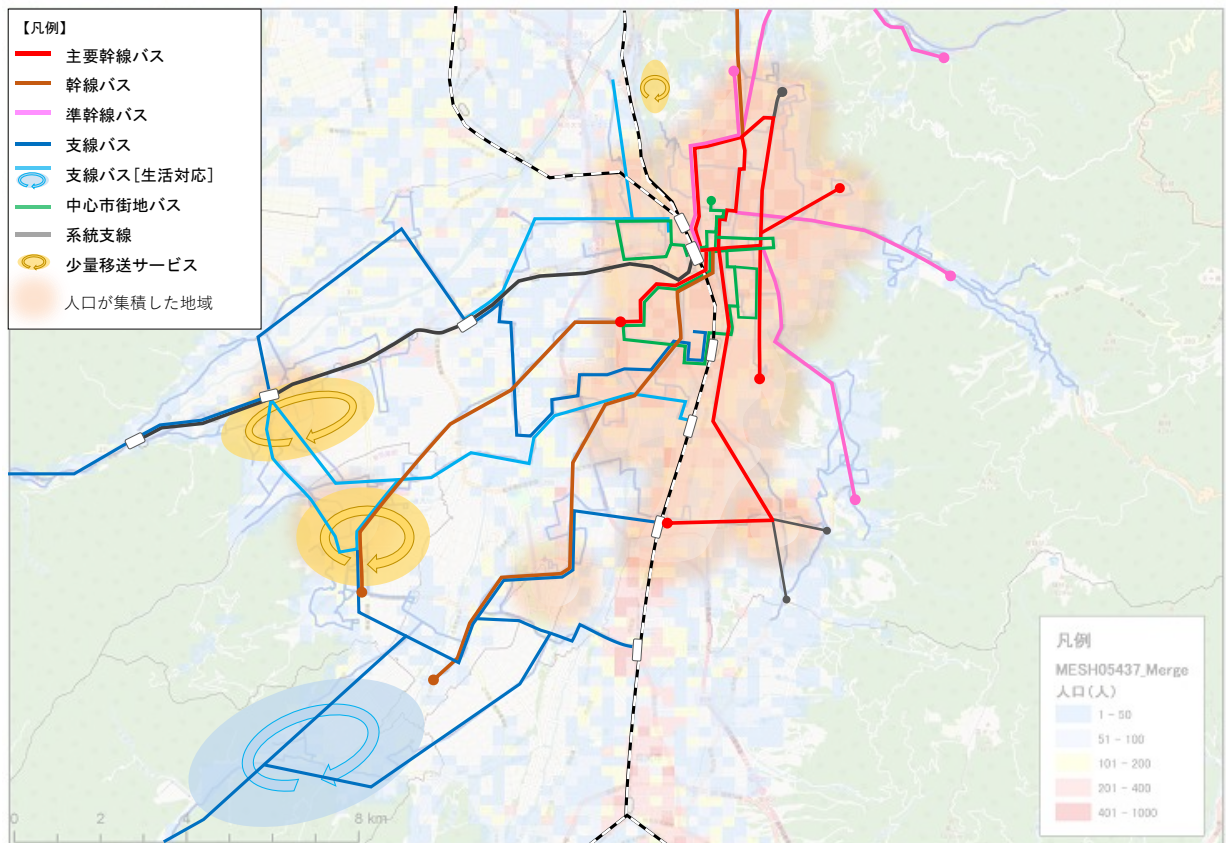 【凡例】
主要幹線バス
幹線バス
準幹線バス
支線バス
支線バス[生活対応]
中心市街地バス
系統支線
少量移送サービス
人口が集積した地域
凡例
MESH05437_Merge
人口(人)
1 - 50
51 - 100
101 - 200
201 - 400
401 - 1000
0 2 4 8 km